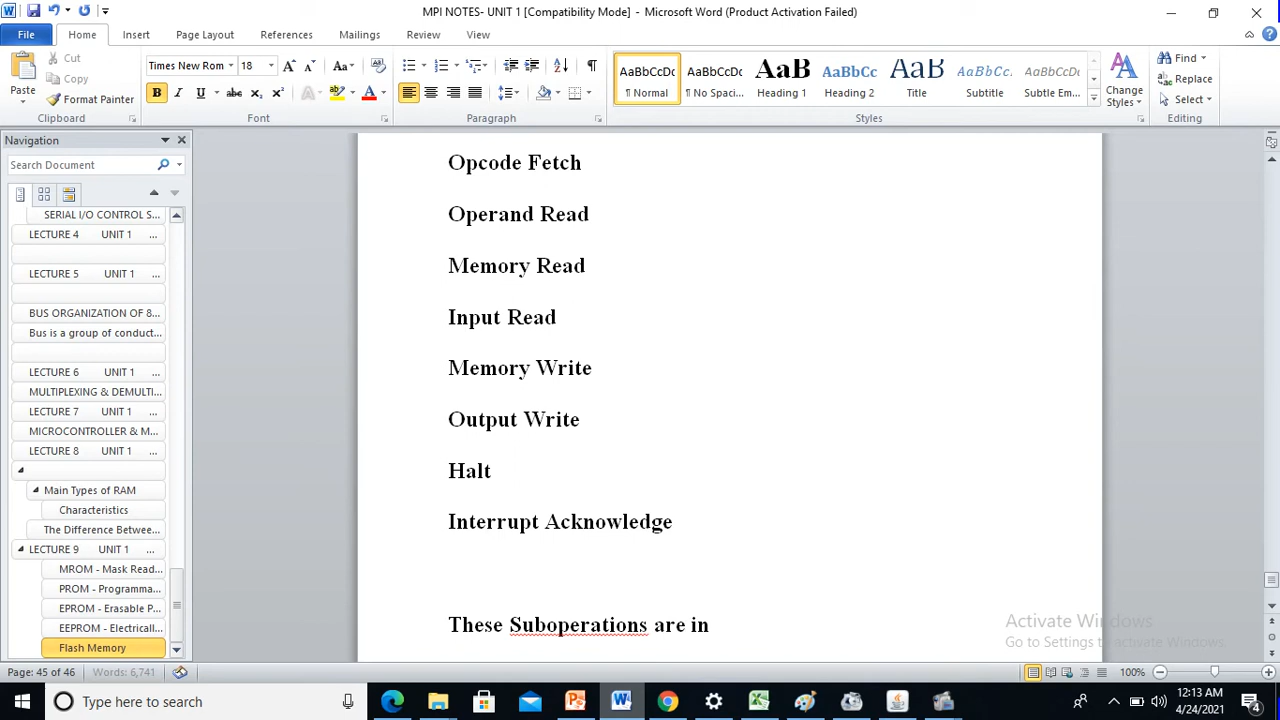 MPI NOTES- UNIT 1 [Compatibility Mode] - Microsoft Word (Product Activation Failed)
File Home Insert Page Layout References Mailings Review View
Paste
Cut
Copy
Format Painter
Clipboard
Times New Rom 18
Font
Paragraph
AaBbCcDc AaBbCcDc AaB AaBbCc AaB AaBbCc. AaBbCcDc
¶ Normal ¶ No Spaci... Heading 1 Heading 2 Title Subtitle Subtle Em...
Styles
Change
Styles
Find
Replace
Select
Editing
Navigation
Search Document
SERIAL I/O CONTROL S...
LECTURE 4 UNIT 1 ...
LECTURE 5 UNIT 1 ...
BUS ORGANIZATION OF 8...
Bus is a group of conduct...
LECTURE 6 UNIT 1 ...
MULTIPLEXING & DEMULTI...
LECTURE 7 UNIT 1 ...
MICROCONTROLLER & M...
LECTURE 8 UNIT 1 ...
Main Types of RAM
Characteristics
The Difference Betwee...
LECTURE 9 UNIT 1 ...
MROM - Mask Read...
PROM - Programma...
EPROM - Erasable P...
EEPROM - Electricall...
Flash Memory
Opcode Fetch
Operand Read
Memory Read
Input Read
Memory Write
Output Write
Halt
Interrupt Acknowledge
These Suboperations are in
Activate Windows
Go to Settings to activate Windows.
Page: 45 of 46 Words: 6,741
100%
Type here to search
12:13 AM
4/24/2021
4